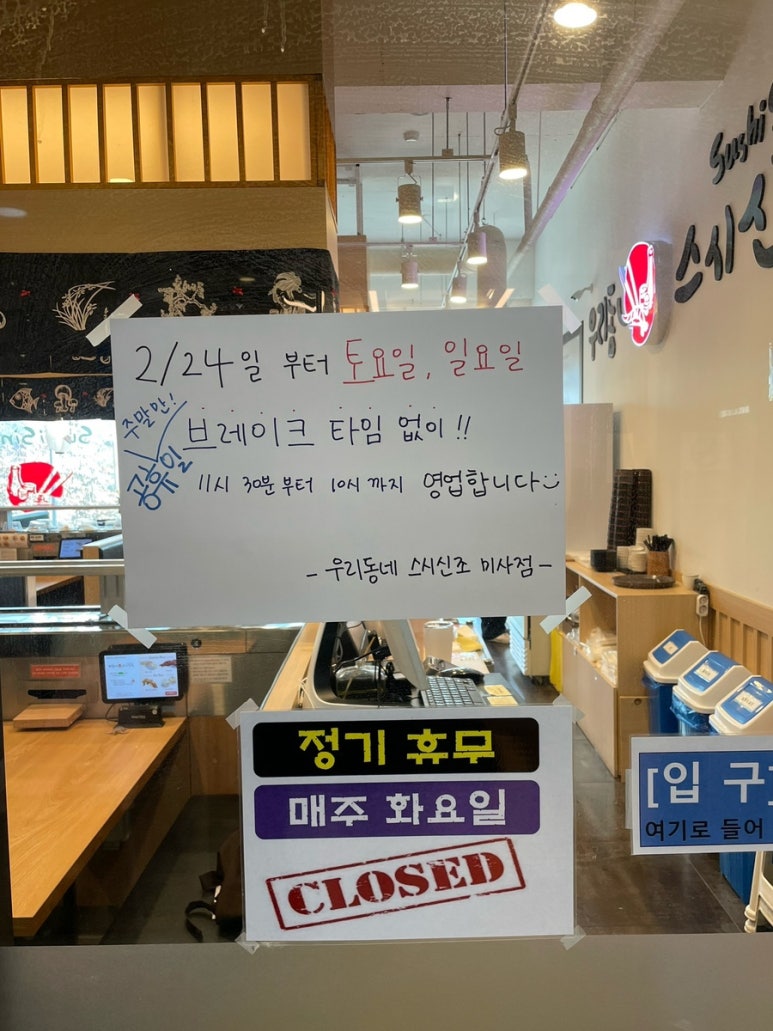 Sushi
스시신
우리동
2/24일 부터 토요일, 일요일
주말만!
공휴일
브레이크 타임 없이!!
11시 30분부터 10시까지 영업합니다
- 우리동네 스시신조 미사점 -
정기 휴무
매주 화요일
CLOSED
[입 구
여기로 들어